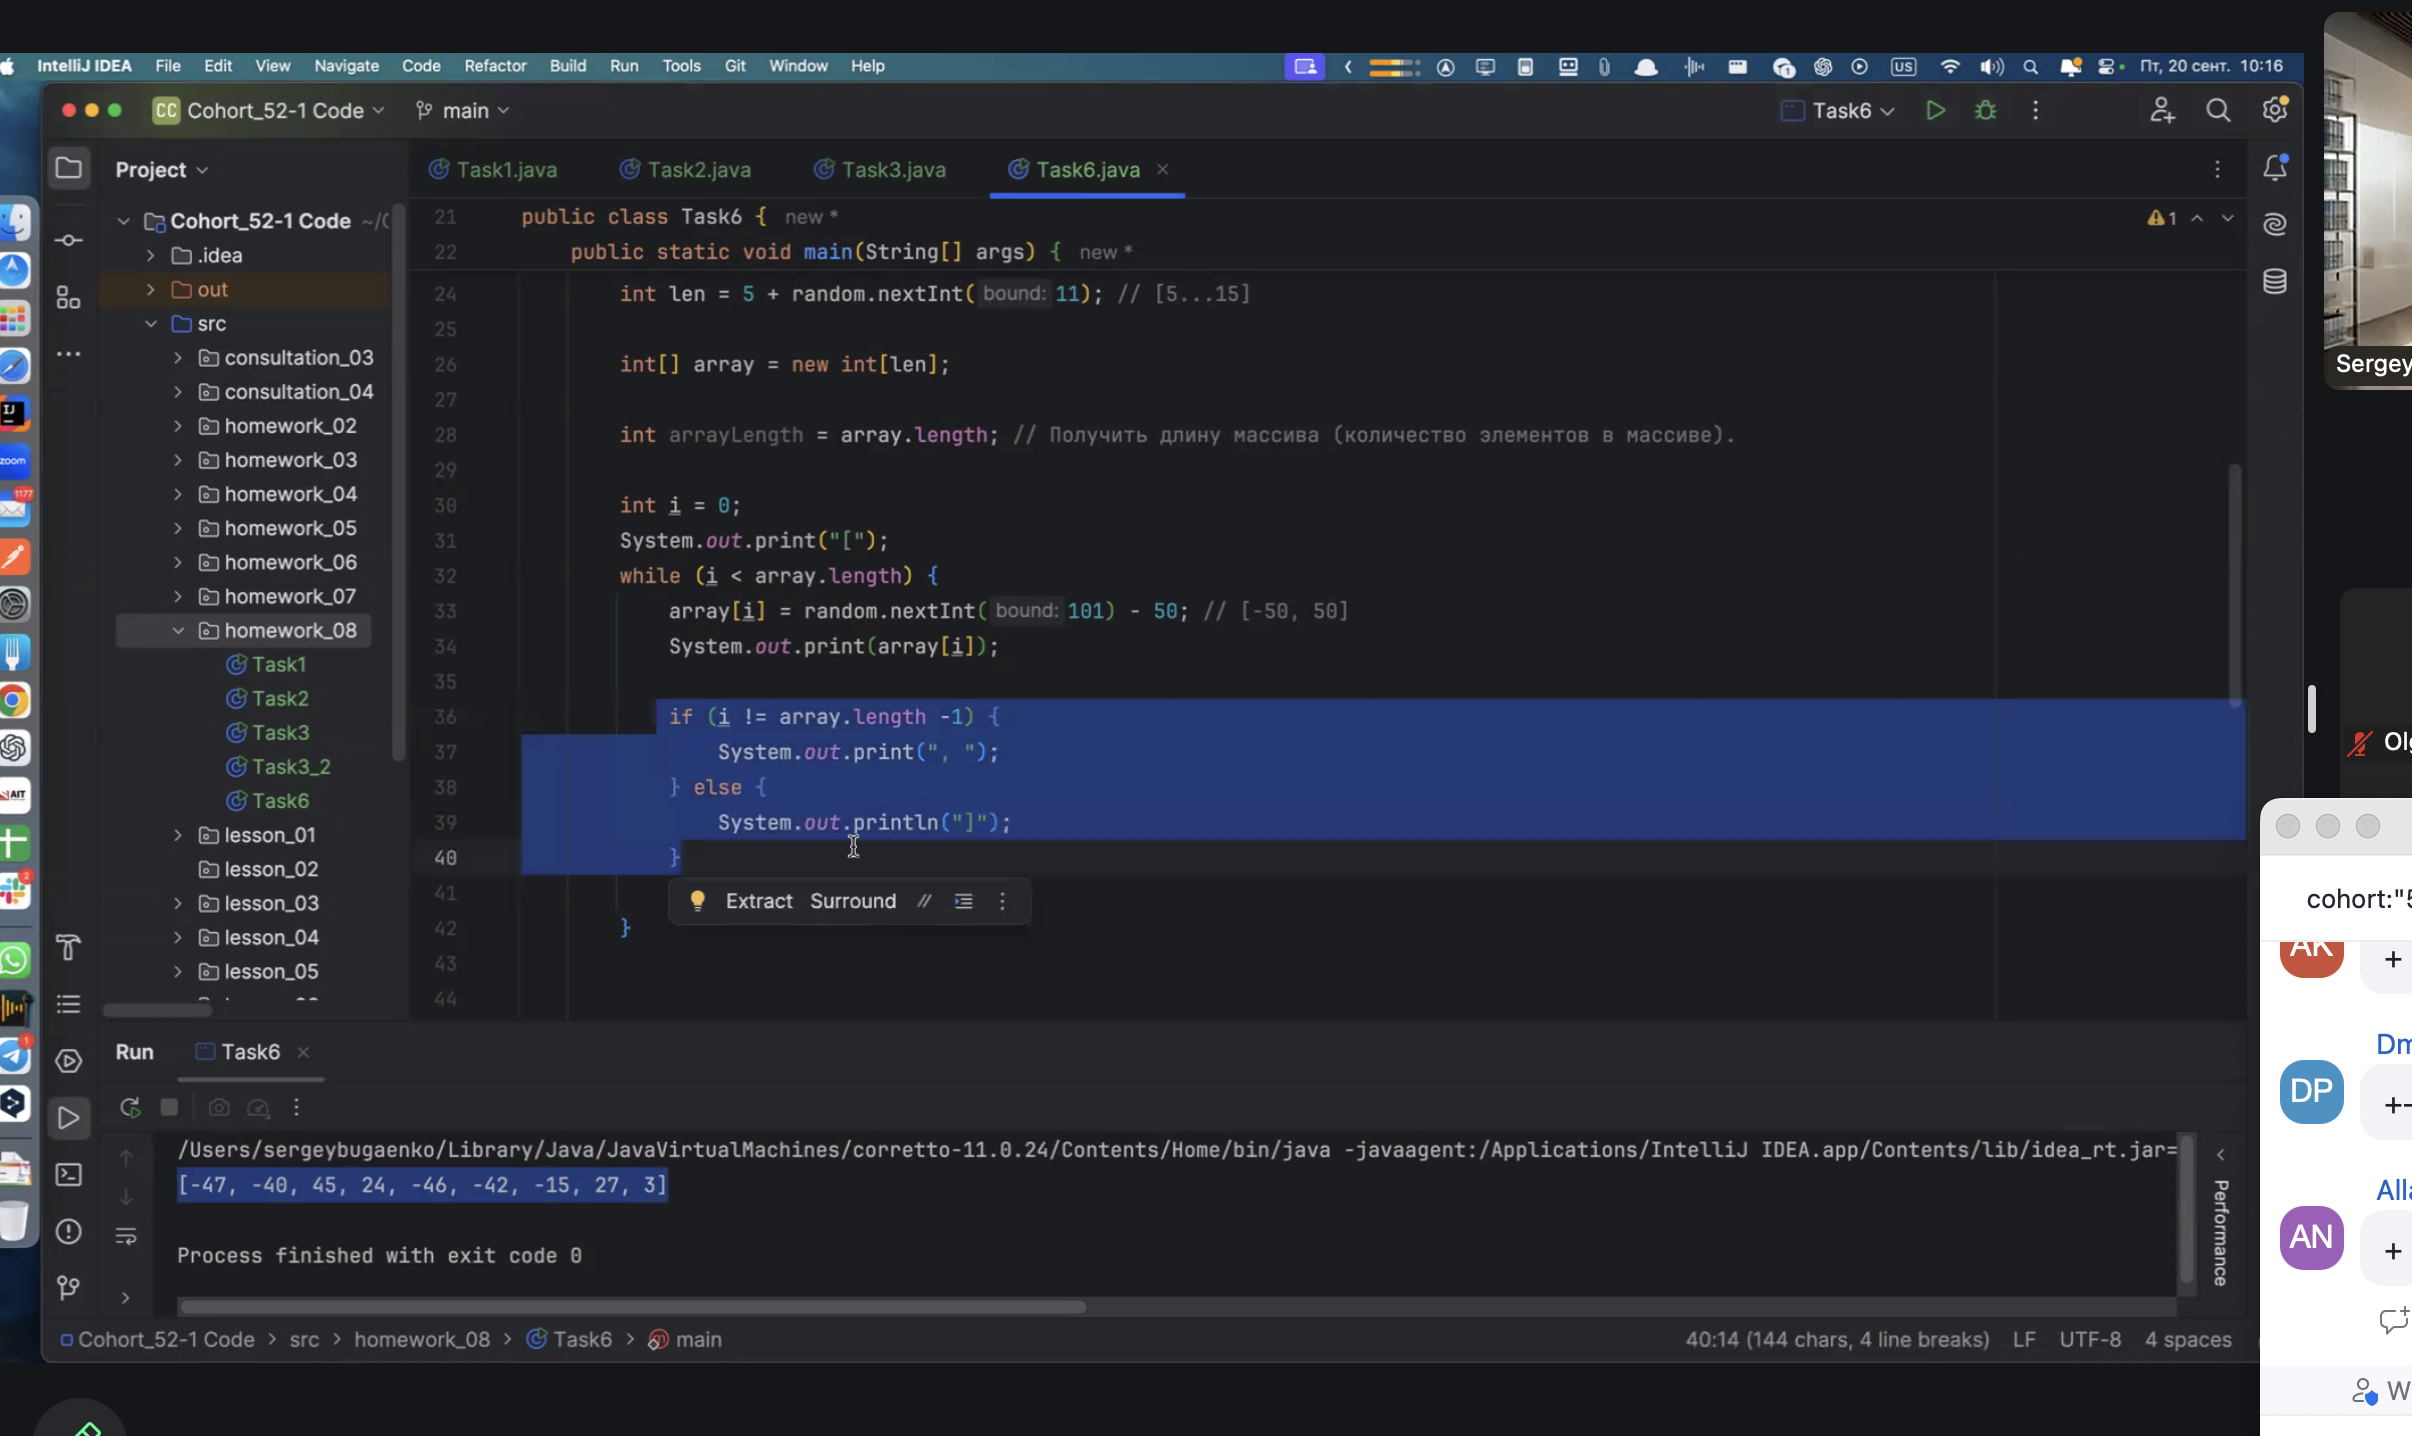 IntelliJ IDEA File Edit View Navigate Code Refactor Build Run Tools Git Window Help US Пт, 20 сент. 10:16
CC Cohort_52-1 Code main Task6
Project
Task1.java Task2.java Task3.java Task6.java
Cohort_52-1 Code ~/C
.idea
out
src
consultation_03
consultation_04
homework_02
homework_03
homework_04
homework_05
homework_06
homework_07
homework_08
Task1
Task2
Task3
Task3_2
Task6
lesson_01
lesson_02
lesson_03
lesson_04
lesson_05
21 public class Task6 { new *
22 public static void main(String[] args) { new *
24 int len = 5 + random.nextInt( bound: 11); // [5...15]
25
26 int[] array = new int[len];
27
28 int arrayLength = array.length; // Получить длину массива (количество элементов в массиве).
29
30 int i = 0;
31 System.out.print("[");
32 while (i < array.length) {
33 array[i] = random.nextInt( bound: 101) - 50; // [-50, 50]
34 System.out.print(array[i]);
35
36 if (i != array.length -1) {
37 System.out.print(", ");
38 } else {
39 System.out.println("]");
40 }
41
42 }
43
44
Extract Surround //
1
Run Task6
/Users/sergeybugaenko/Library/Java/JavaVirtualMachines/corretto-11.0.24/Contents/Home/bin/java -javaagent:/Applications/IntelliJ IDEA.app/Contents/lib/idea_rt.jar=
[-47, -40, 45, 24, -46, -42, -15, 27, 3]
Process finished with exit code 0
Performance
Cohort_52-1 Code > src > homework_08 > Task6 > main
40:14 (144 chars, 4 line breaks) LF UTF-8 4 spaces
zoom
1177
AIT
2
1
Sergey
Olg
cohort:"5
AK
+
Dm
DP
+-
Alla
AN
+
W